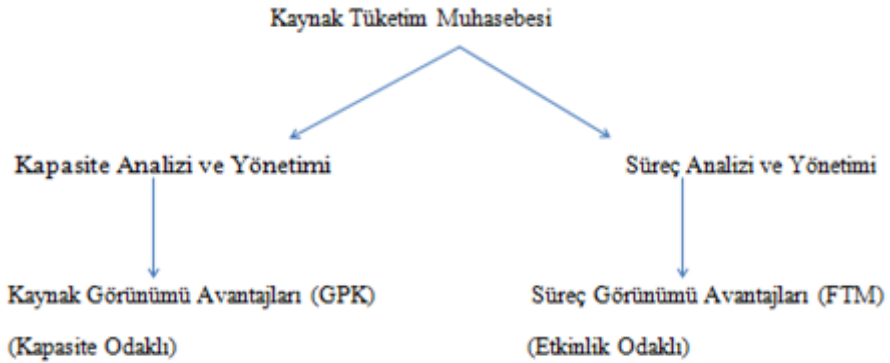 Kaynak Tüketim Muhasebesi
Kapasite Analizi ve Yönetimi
Süreç Analizi ve Yönetimi
Kaynak Görünümü Avantajları (GPK)
Süreç Görünümü Avantajları (FTM)
(Kapasite Odaklı)
(Etkinlik Odaklı)